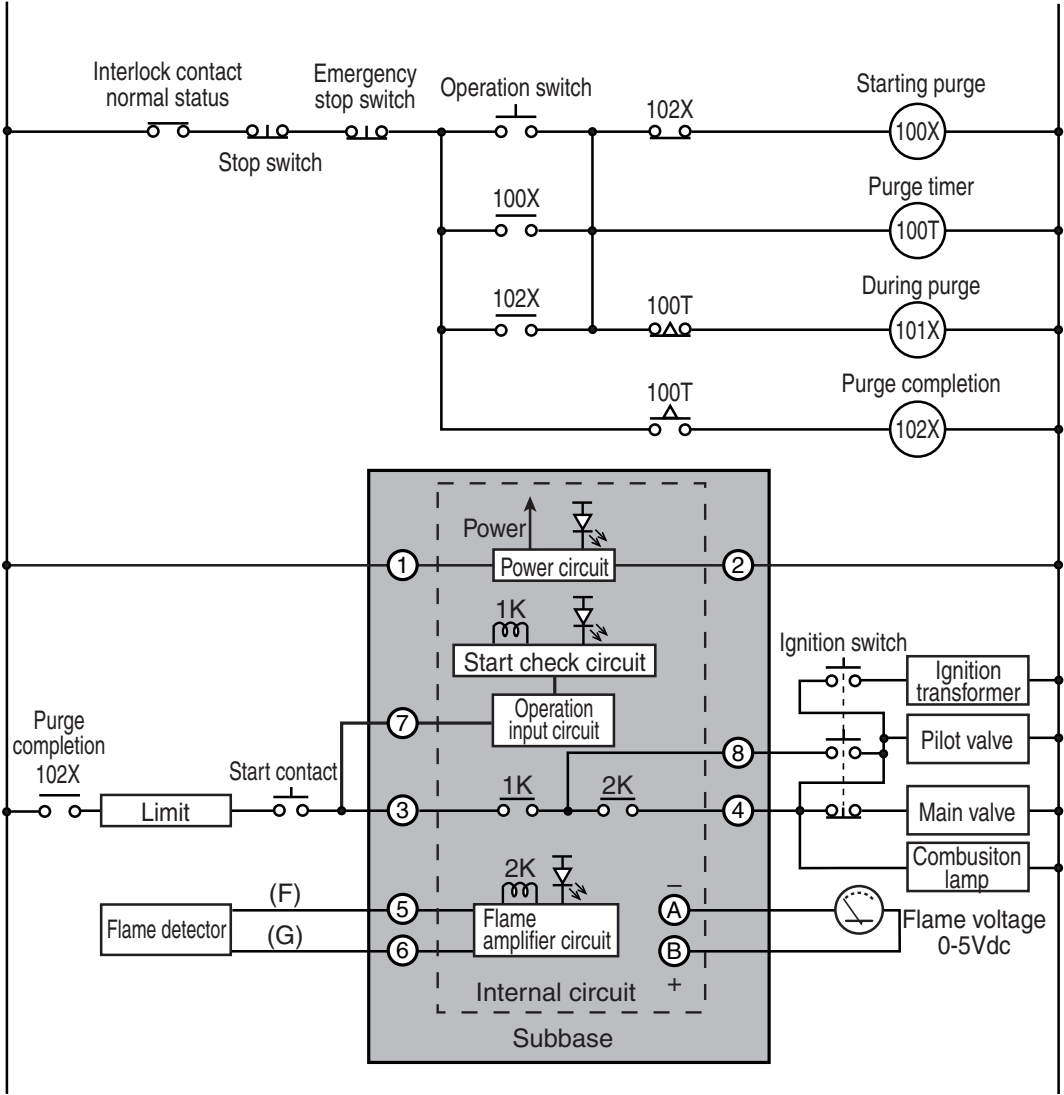 Interlock contact
normal status
Emergency
stop switch
Operation switch
102X
Starting purge
100X
Stop switch
100X
Purge timer
100T
102X
100T
During purge
101X
100T
Purge completion
102X
Power
1
Power circuit
2
1K
Start check circuit
Ignition switch
Ignition
transformer
7
Operation
input circuit
8
Pilot valve
Purge
completion
102X
Limit
Start contact
3
1K
2K
4
Main valve
Combusiton
lamp
2K
Flame detector
(F)
(G)
5
6
Flame
amplifier circuit
−
A
B
+
Flame voltage
0-5Vdc
Internal circuit
Subbase